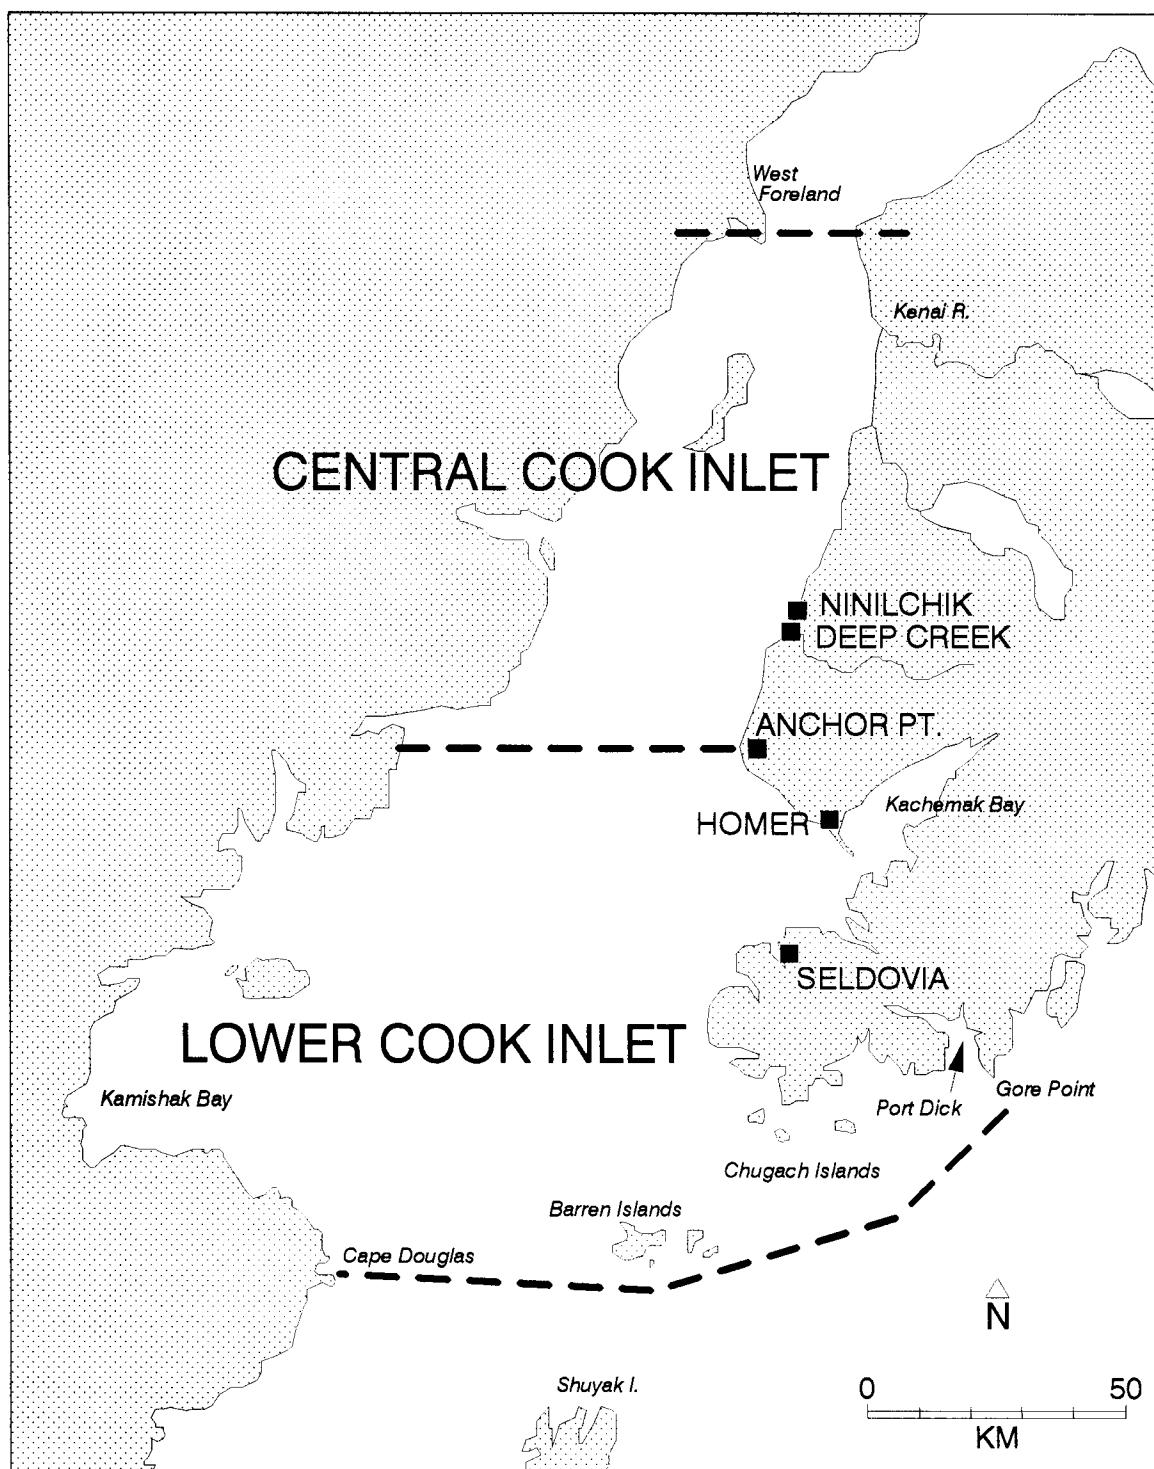 West
Foreland
Kenai R.
CENTRAL COOK INLET
NINILCHIK
DEEP CREEK
ANCHOR PT.
Kachemak Bay
HOMER
SELDOVIA
LOWER COOK INLET
Kamishak Bay
Gore Point
Port Dick
Chugach Islands
Barren Islands
Cape Douglas
N
Shuyak I.
0 50
KM